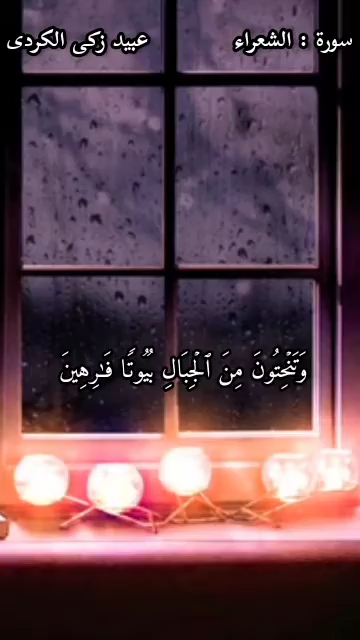 سورة : الشعراء
عبيد زكى الكردى
وَتَنْحِتُونَ مِنَ ٱلْجِبَالِ بُيُوتًا فَـٰرِهِينَ